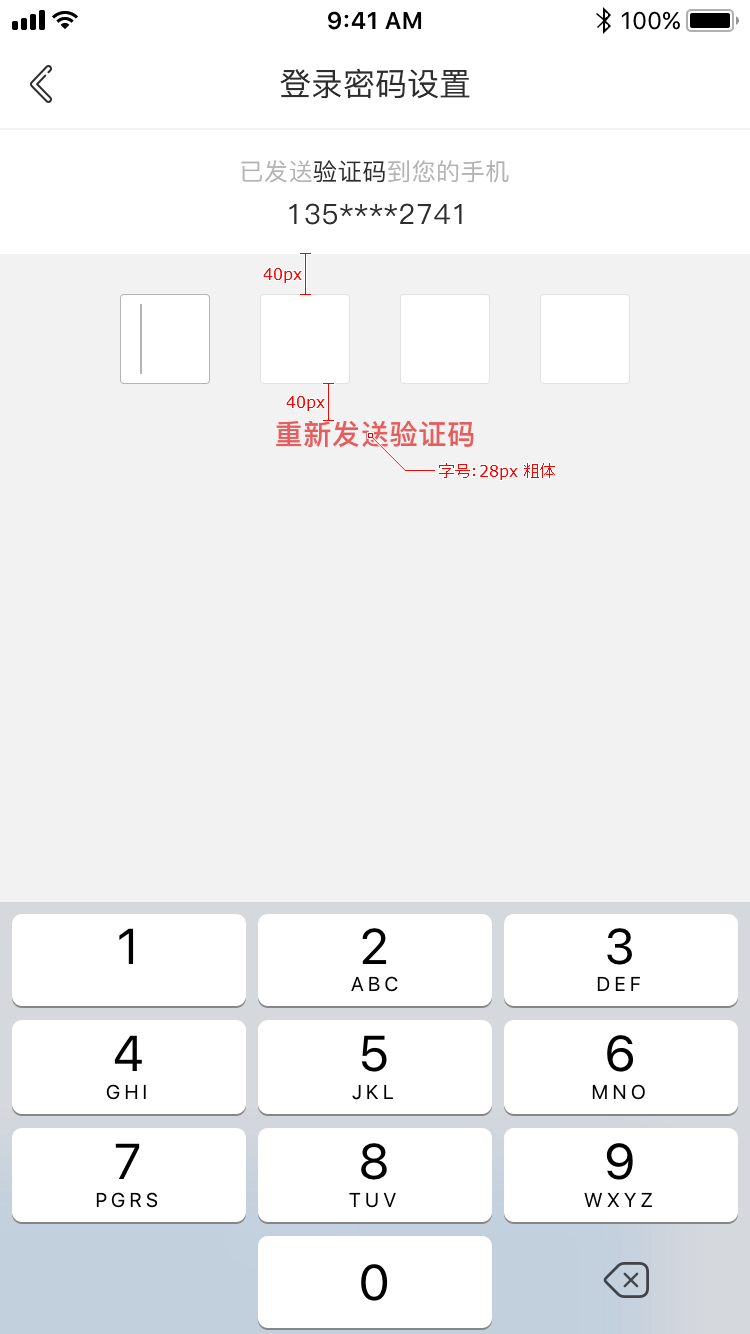 9:41 AM 100%
登录密码设置
已发送验证码到您的手机
135****2741
40px
40px
重新发送验证码
字号:28px 粗体
1 2 3
ABC DEF
4 5 6
GHI JKL MNO
7 8 9
PGRS TUV WXYZ
0